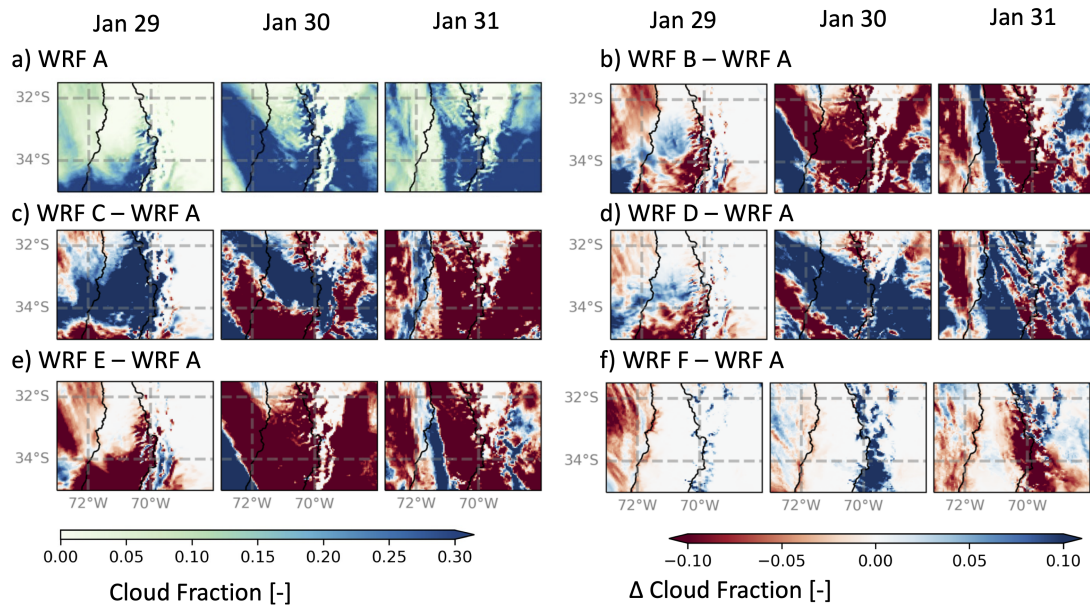 Jan 29 Jan 30 Jan 31 Jan 29 Jan 30 Jan 31
a) WRF A b) WRF B – WRF A
32°S 32°S
34°S 34°S
c) WRF C – WRF A d) WRF D – WRF A
32°S 32°S
34°S 34°S
e) WRF E – WRF A f) WRF F – WRF A
32°S 32°S
34°S 34°S
72°W 70°W 72°W 70°W 72°W 70°W 72°W 70°W 72°W 70°W 72°W 70°W
0.00 0.05 0.10 0.15 0.20 0.25 0.30 −0.10 −0.05 0.00 0.05 0.10
Cloud Fraction [-] Δ Cloud Fraction [-]